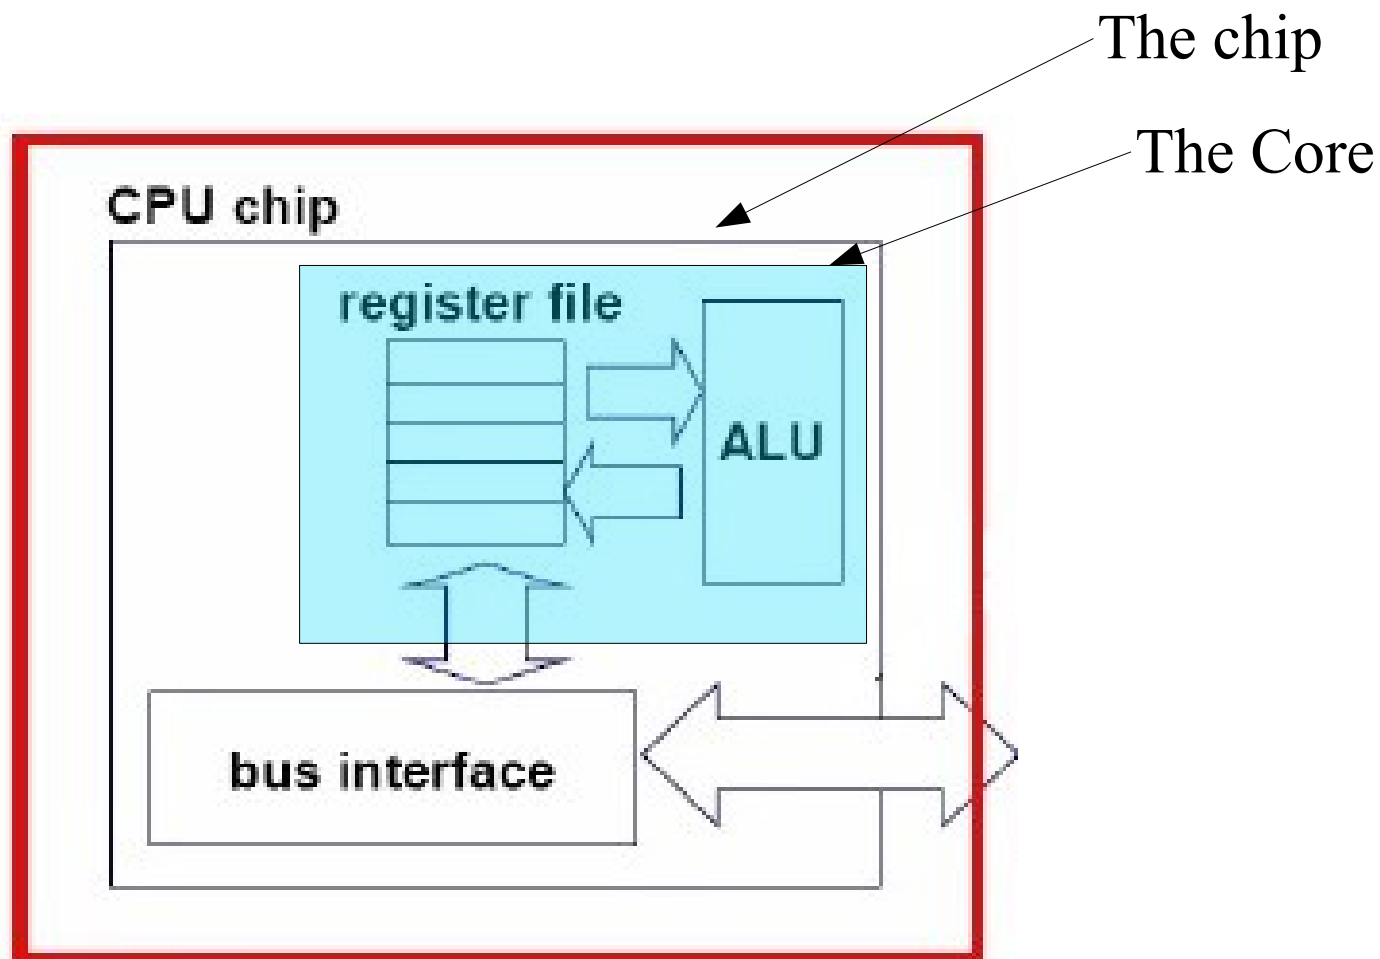 The chip
The Core
CPU chip
register file
ALU
bus interface